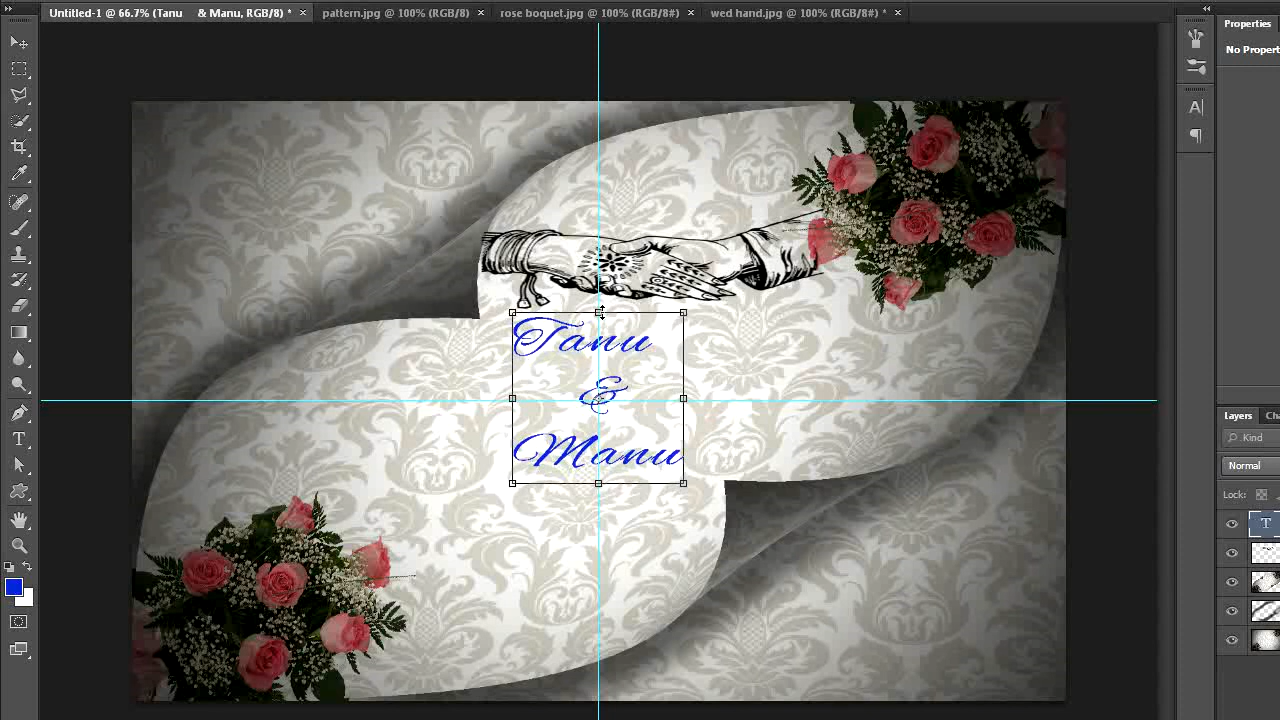 Untitled-1 @ 66.7% (Tanu & Manu, RGB/8) *
pattern.jpg @ 100% (RGB/8)
rose boquet.jpg @ 100% (RGB/8#)
wed hand.jpg @ 100% (RGB/8#) *
Properties
No Propert
Tanu
&
Manu
Layers
Ch
Kind
Normal
Lock: